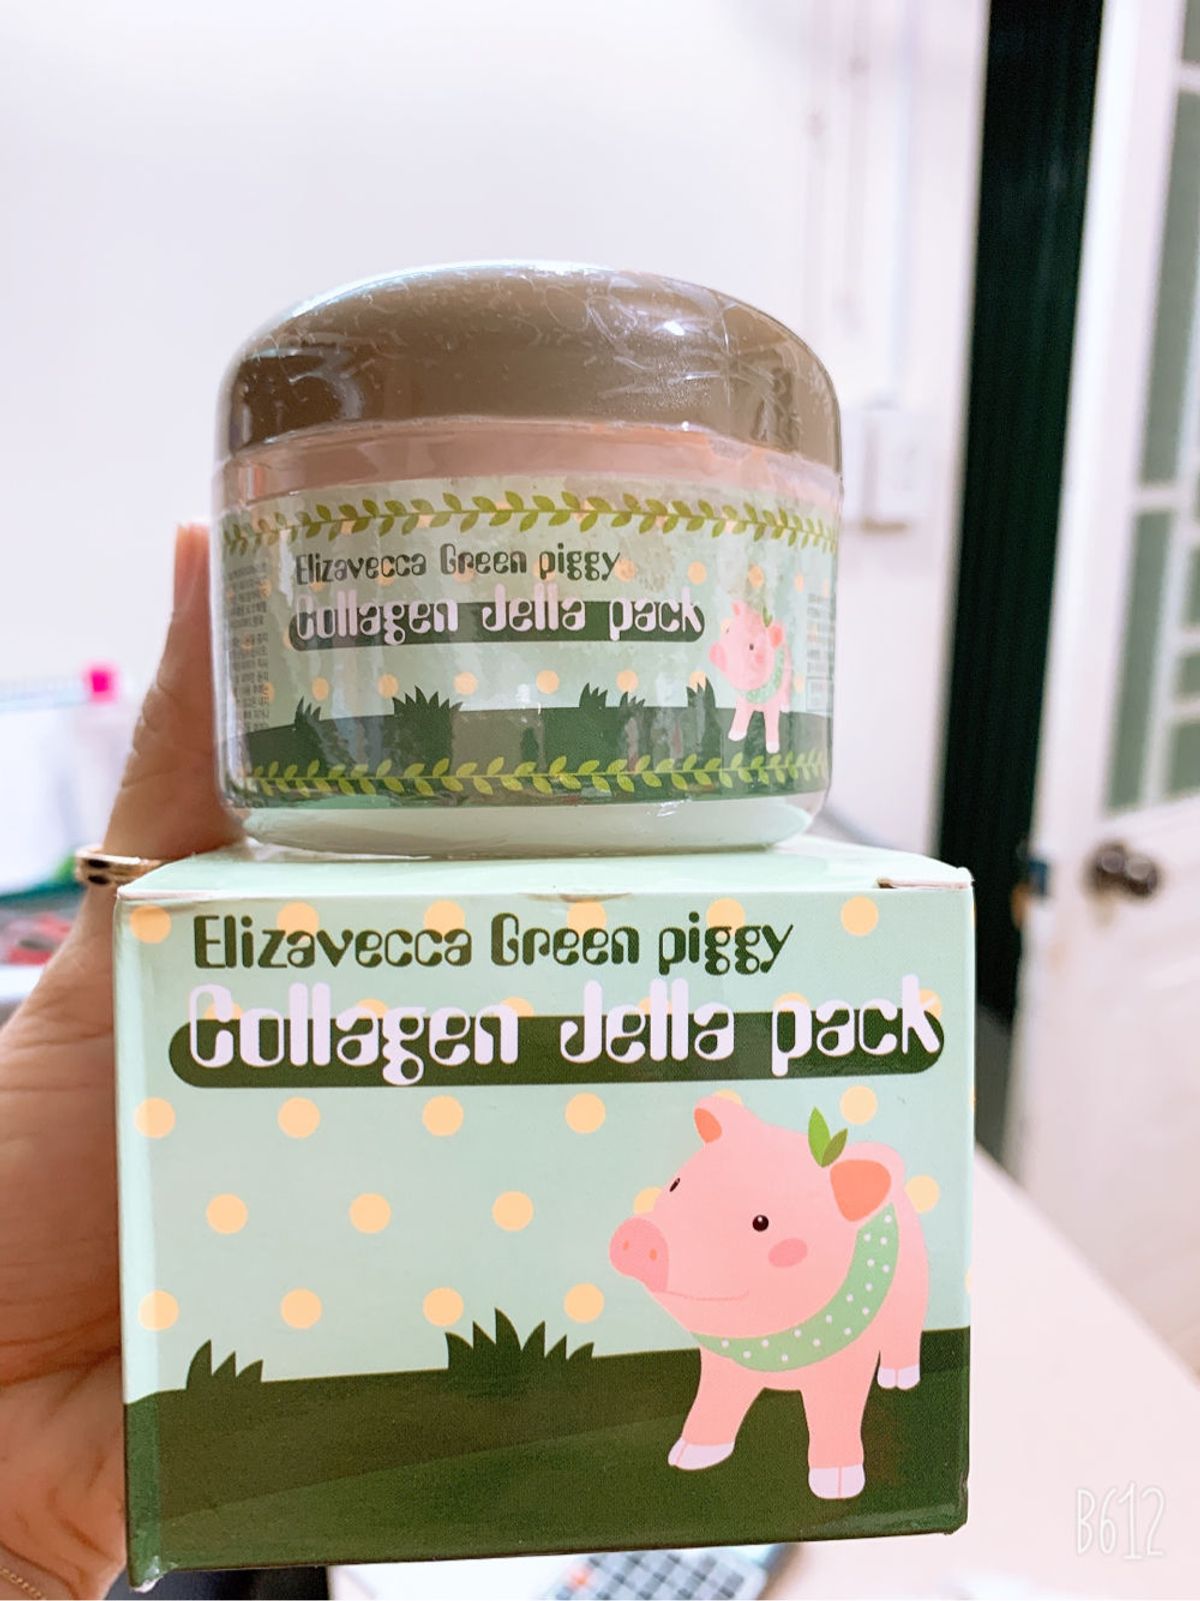 Elizavecca Green piggy
Collagen Jella pack
Elizavecca Green piggy
Collagen Jella pack
B612